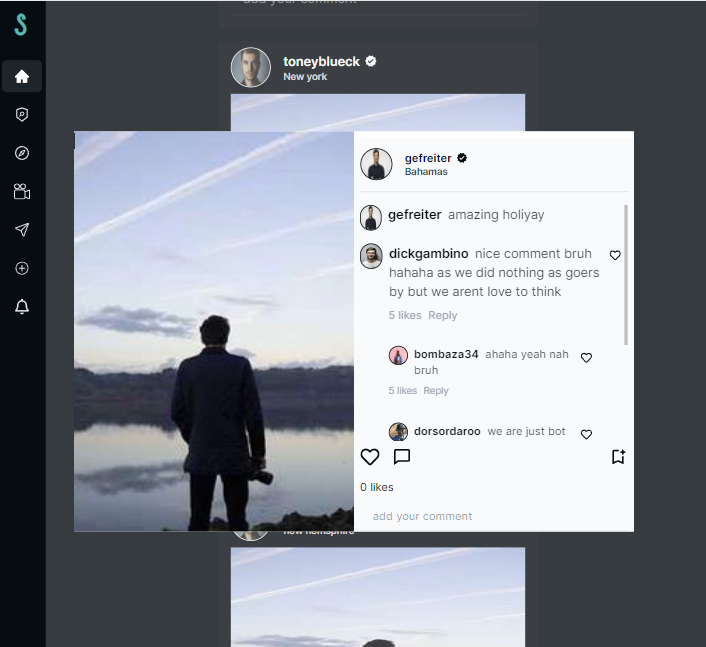 S
add your comment
toneyblueck
New york
gefreiter
Bahamas
gefreiter amazing holiyay
dickgambino nice comment bruh
hahaha as we did nothing as goers
by but we arent love to think
5 likes Reply
bombaza34 ahaha yeah nah
bruh
5 likes Reply
dorsordaroo we are just bot
0 likes
add your comment
new hemsphire